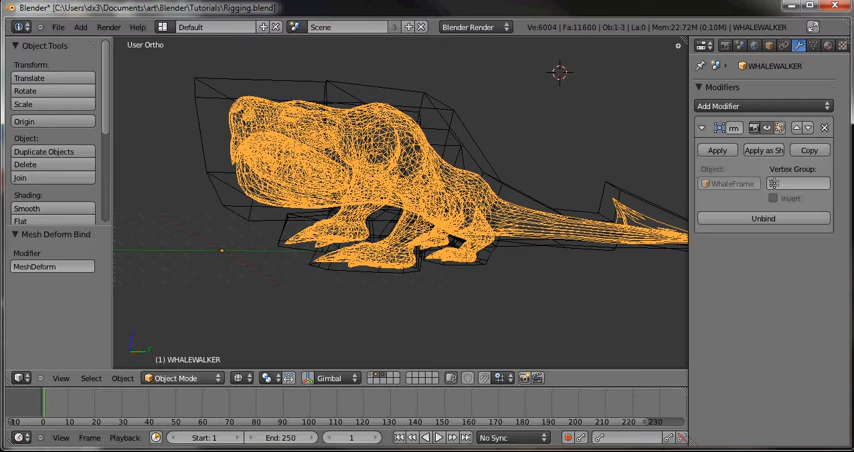 Blender* [C:\Users\dx3\Documents\art\Blender\Tutorials\Rigging.blend]
File Add Render Help Default Scene 3 Blender Render Ve:6004 | Fa:11600 | Ob:1-3 | La:0 | Mem:22.72M (0.10M) | WHALEWALKER
Object Tools
Transform:
Translate
Rotate
Scale
Origin
Object:
Duplicate Objects
Delete
Join
Shading:
Smooth
Flat
Mesh Deform Bind
Modifier
MeshDeform
User Ortho
(1) WHALEWALKER
WHALEWALKER
Modifiers
Add Modifier
rm
Apply Apply as Sh Copy
Object: Vertex Group:
WhaleFrame
Invert
Unbind
View Select Object Object Mode Gimbal
0 10 20 30 40 50 60 70 80 90 100 110 120 130 140 150 160 170 180 190 200 210 220 230
View Frame Playback Start: 1 End: 250 1 No Sync